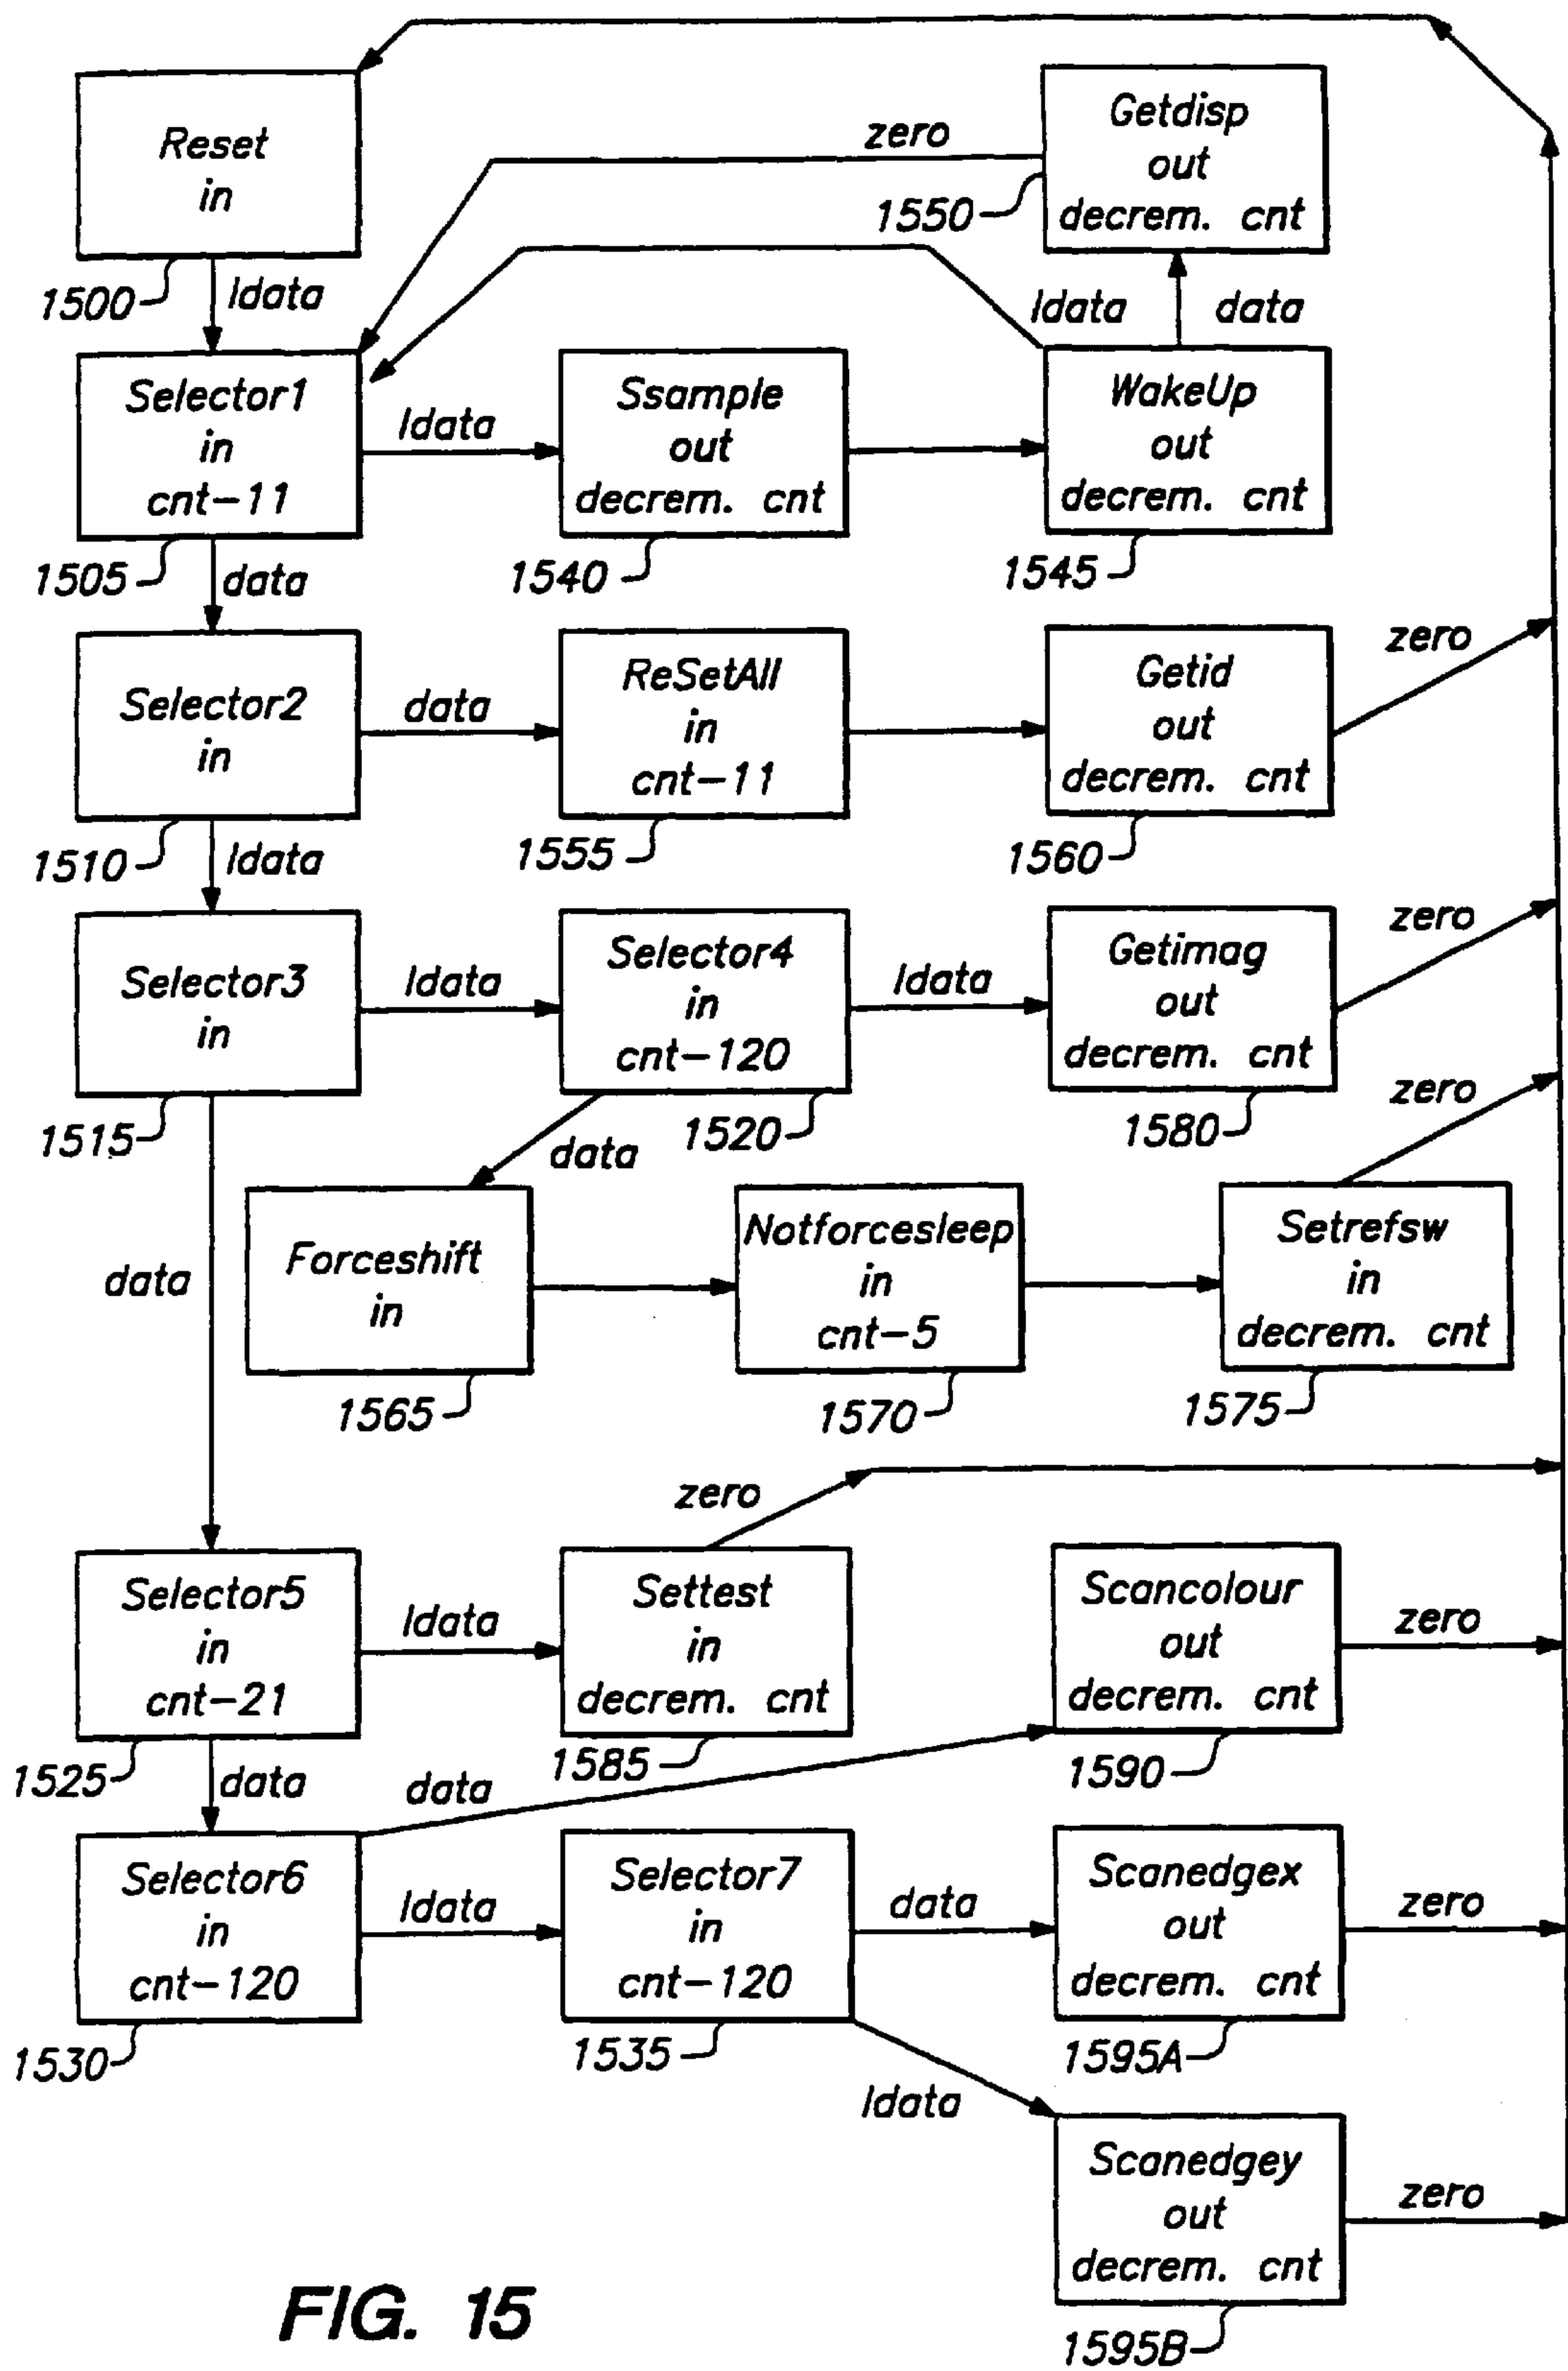 Reset
in
1500
ldata
zero
Getdisp
out
decrem. cnt
1550
ldata
data
Selector1
in
cnt-11
1505
ldata
data
Ssample
out
decrem. cnt
1540
WakeUp
out
decrem. cnt
1545
Selector2
in
1510
data
ldata
ReSetAll
in
cnt-11
1555
Getid
out
decrem. cnt
1560
zero
Selector3
in
1515
ldata
data
Selector4
in
cnt-120
1520
ldata
data
Getimag
out
decrem. cnt
1580
zero
Forceshift
in
1565
Notforcesleep
in
cnt-5
1570
Setrefsw
in
decrem. cnt
1575
zero
Selector5
in
cnt-21
1525
ldata
data
Settest
in
decrem. cnt
1585
zero
Scancolour
out
decrem. cnt
1590
zero
Selector6
in
cnt-120
1530
data
ldata
Selector7
in
cnt-120
1535
data
ldata
Scanedgex
out
decrem. cnt
1595A
zero
Scanedgey
out
decrem. cnt
1595B
zero
FIG. 15